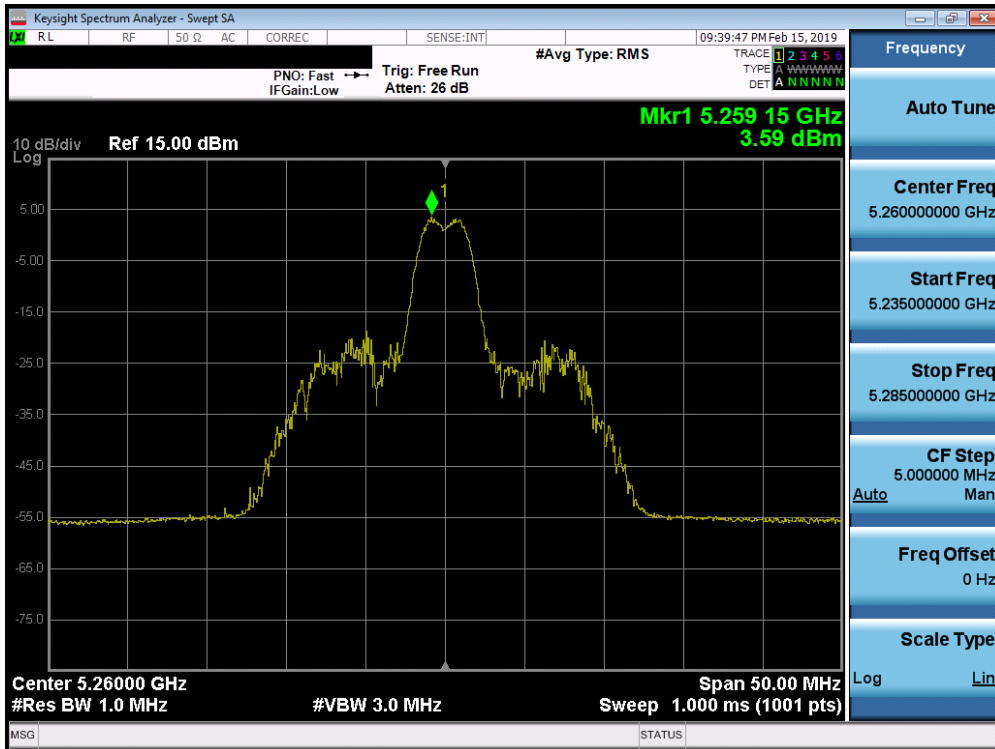 Keysight Spectrum Analyzer - Swept SA
LXI RL RF 50 Ω AC CORREC SENSE:INT 09:39:47 PM Feb 15, 2019
#Avg Type: RMS TRACE 1 2 3 4 5 6
PNO: Fast Trig: Free Run TYPE A WWWWW
IFGain:Low Atten: 26 dB DET A N N N N N
Mkr1 5.259 15 GHz
3.59 dBm
10 dB/div Ref 15.00 dBm
Log
1
5.00
-5.00
-15.0
-25.0
-35.0
-45.0
-55.0
-65.0
-75.0
Center 5.26000 GHz Span 50.00 MHz
#Res BW 1.0 MHz #VBW 3.0 MHz Sweep 1.000 ms (1001 pts)
MSG STATUS
Frequency
Auto Tune
Center Freq
5.260000000 GHz
Start Freq
5.235000000 GHz
Stop Freq
5.285000000 GHz
CF Step
5.000000 MHz
Auto Man
Freq Offset
0 Hz
Scale Type
Log Lin